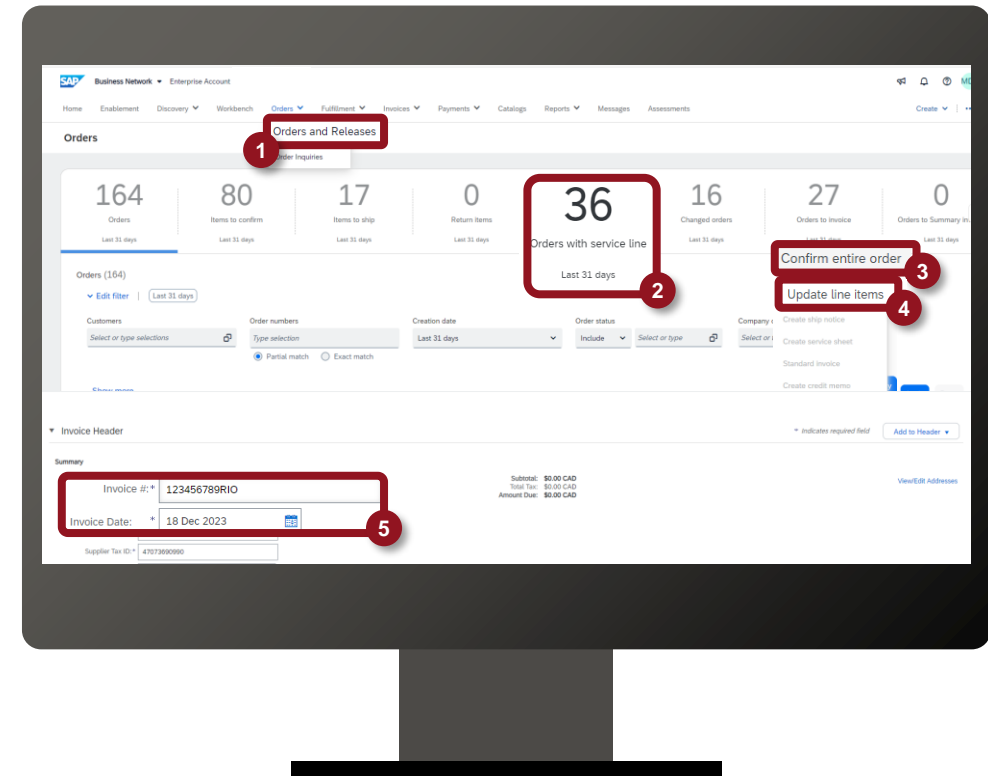 SAP Business Network Enterprise Account
Home Enablement Discovery Workbench Orders Fulfillment Invoices Payments Catalogs Reports Messages Assessments Create
Orders
Orders and Releases
1
Order Inquiries
164 80 17 0 36 16 27 0
Orders Items to confirm Items to ship Return Items Orders with service line Changed orders Orders to invoice Orders to Summary in...
Last 31 days Last 31 days Last 31 days Last 31 days Last 31 days Last 31 days Last 31 days Last 31 days
2
Confirm entire order
3
Update line items
4
Create ship notice
Create service sheet
Standard invoice
Create credit memo
Orders (164)
Edit filter | Last 31 days
Customers Order numbers Creation date Order status Company
Select or type selections Type selection Last 31 days Include Select or type Select or
Partial match Exact match
Show more
Invoice Header * Indicates required field Add to Header
Summary
Invoice #:* 123456789RIO
Invoice Date: * 18 Dec 2023
5
Supplier Tax ID:* 47073690990
Subtotal: $0.00 CAD
Total Tax: $0.00 CAD
Amount Due: $0.00 CAD
View/Edit Addresses